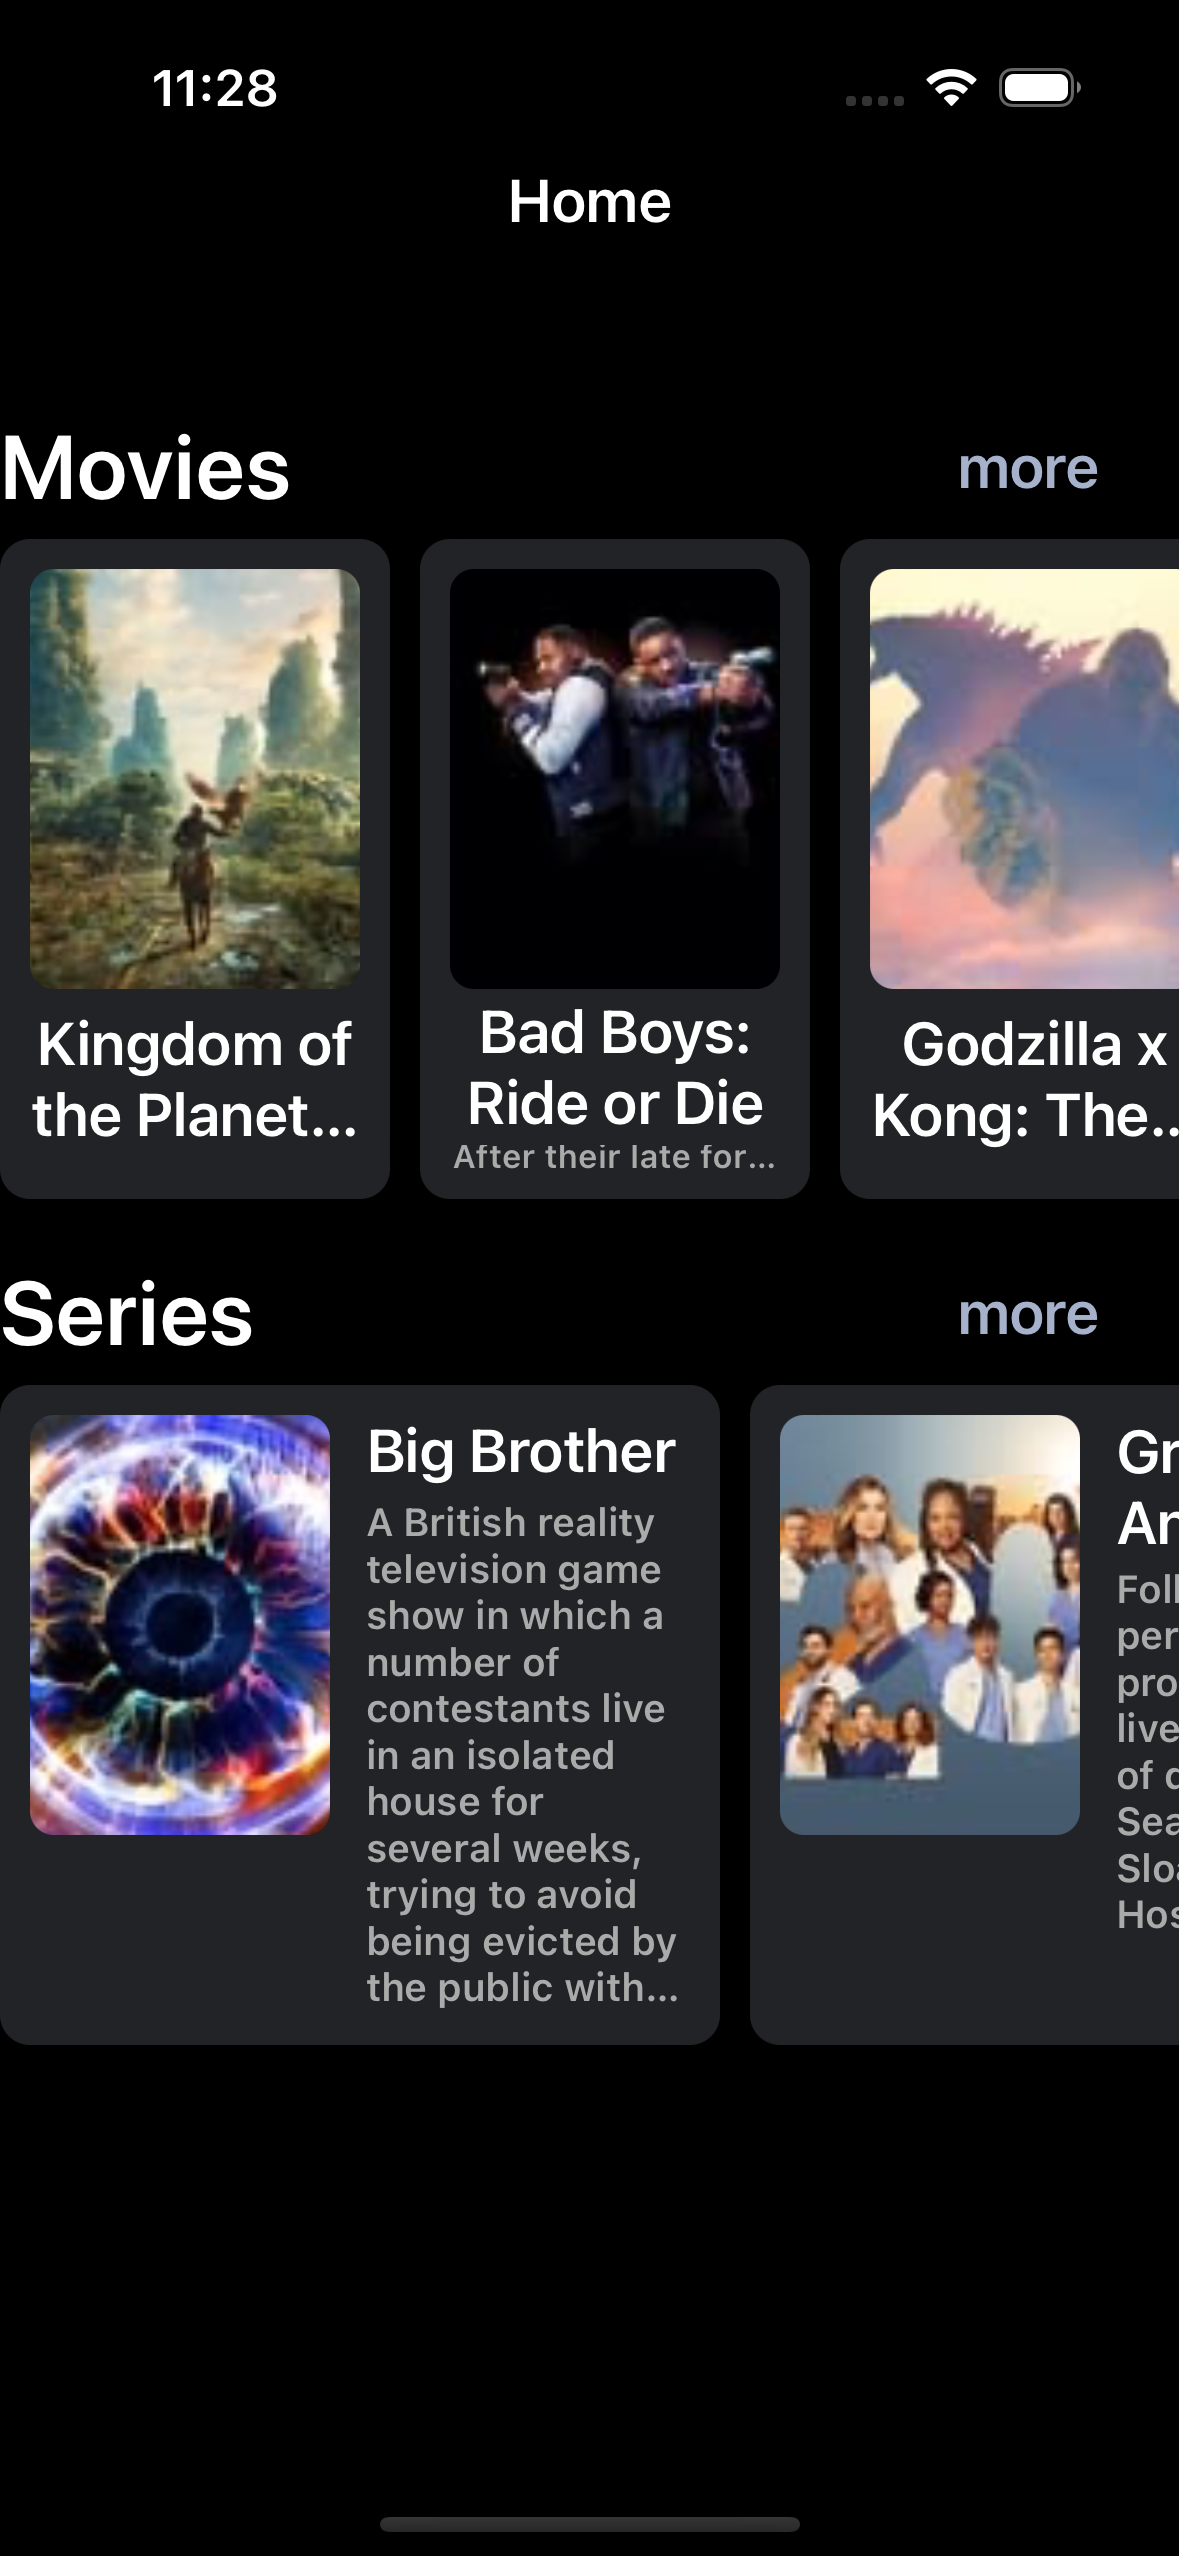 11:28
Home
Movies
more
Kingdom of
the Planet...
Bad Boys:
Ride or Die
After their late for...
Godzilla x
Kong: The..
Series
more
Big Brother
A British reality
television game
show in which a
number of
contestants live
in an isolated
house for
several weeks,
trying to avoid
being evicted by
the public with...
Gr
An
Foll
per
pro
live
of d
Sea
Sloa
Hos